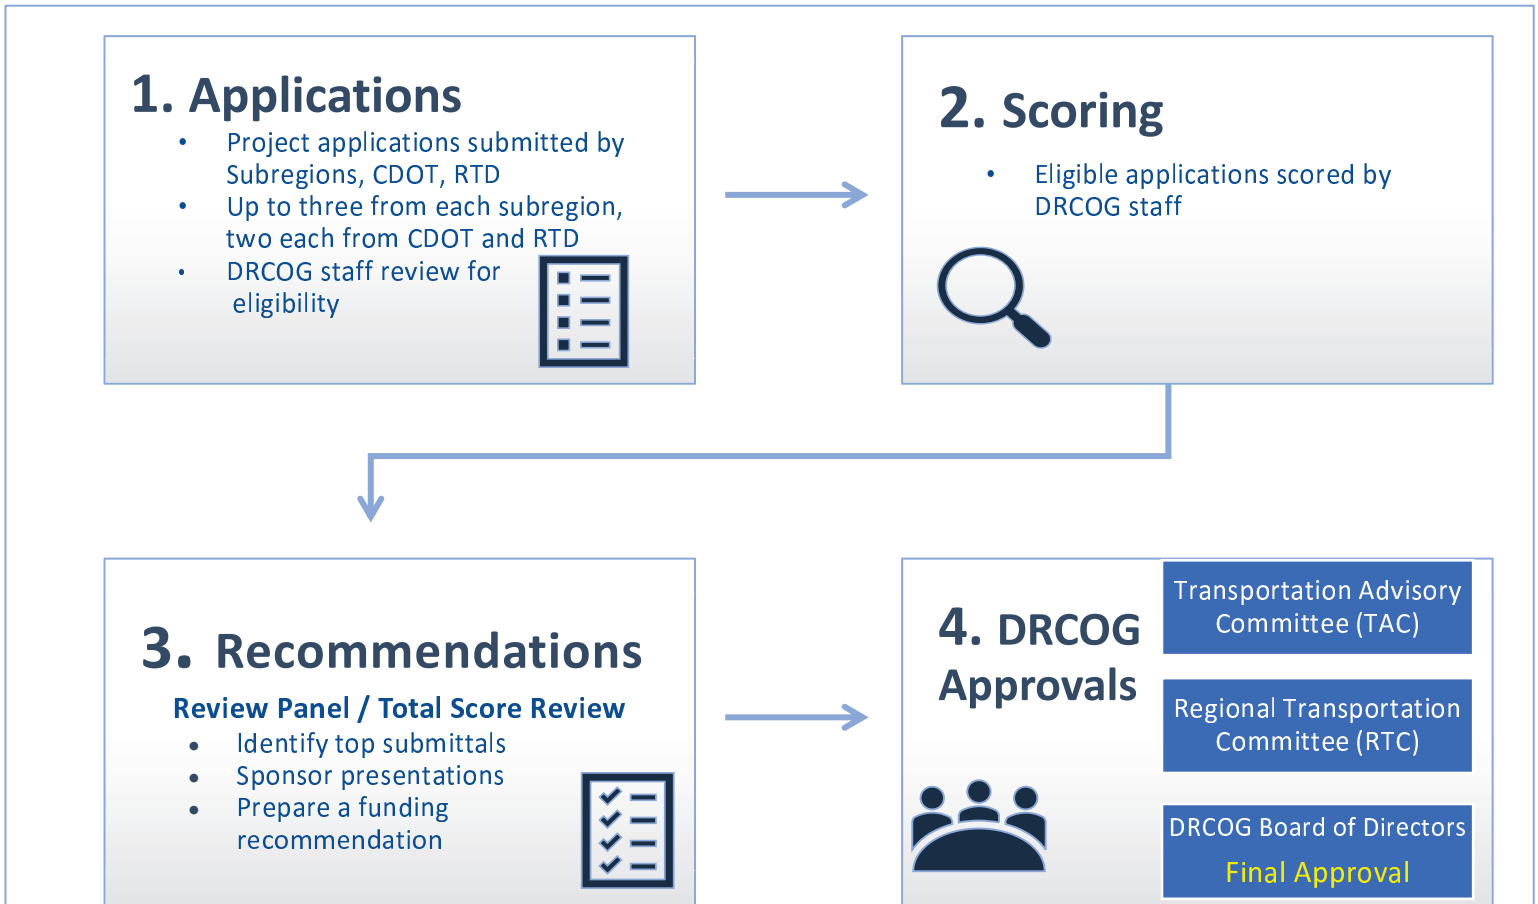 1. Applications
• Project applications submitted by
Subregions, CDOT, RTD
• Up to three from each subregion,
two each from CDOT and RTD
• DRCOG staff review for
eligibility
2. Scoring
• Eligible applications scored by
DRCOG staff
3. Recommendations
Review Panel / Total Score Review
• Identify top submittals
• Sponsor presentations
• Prepare a funding
recommendation
4. DRCOG
Approvals
Transportation Advisory
Committee (TAC)
Regional Transportation
Committee (RTC)
DRCOG Board of Directors
Final Approval